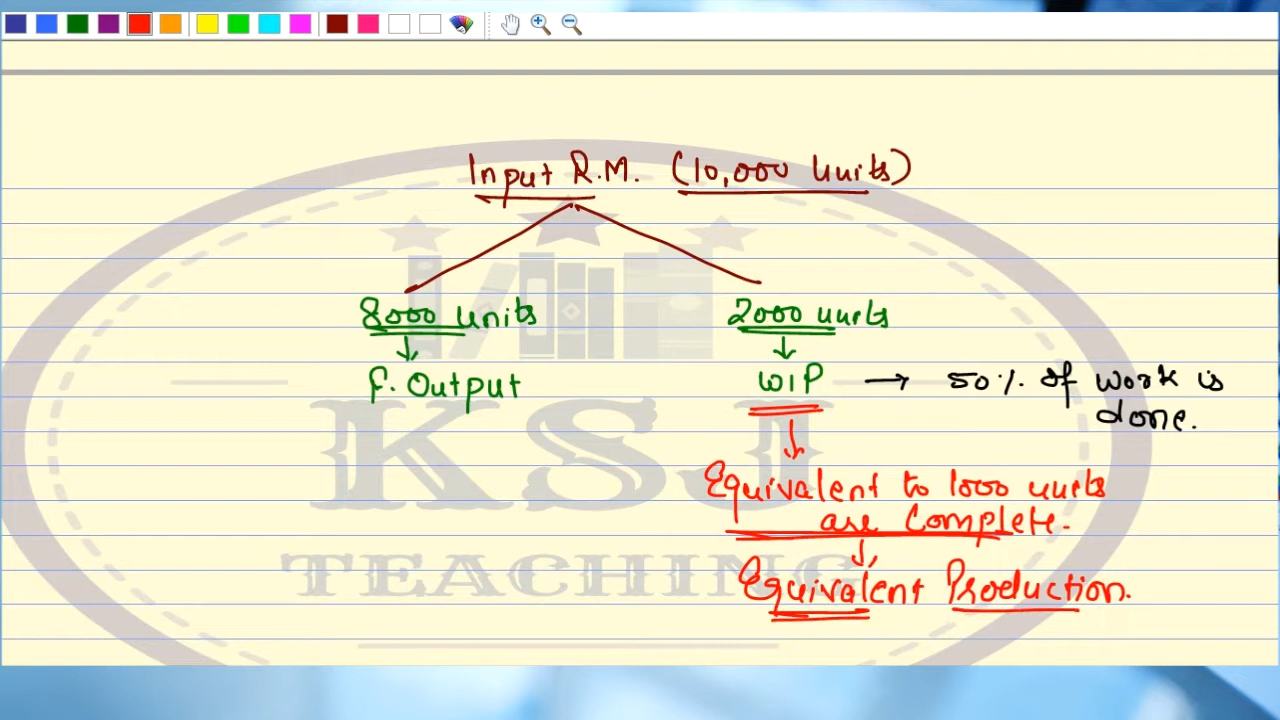 Input R.M. (10,000 Units)
8000 units 2000 units
F. Output WIP → 50% of work is
done.
Equivalent to 1000 units
are Complete.
Equivalent Production.
KSJ
TEACHING